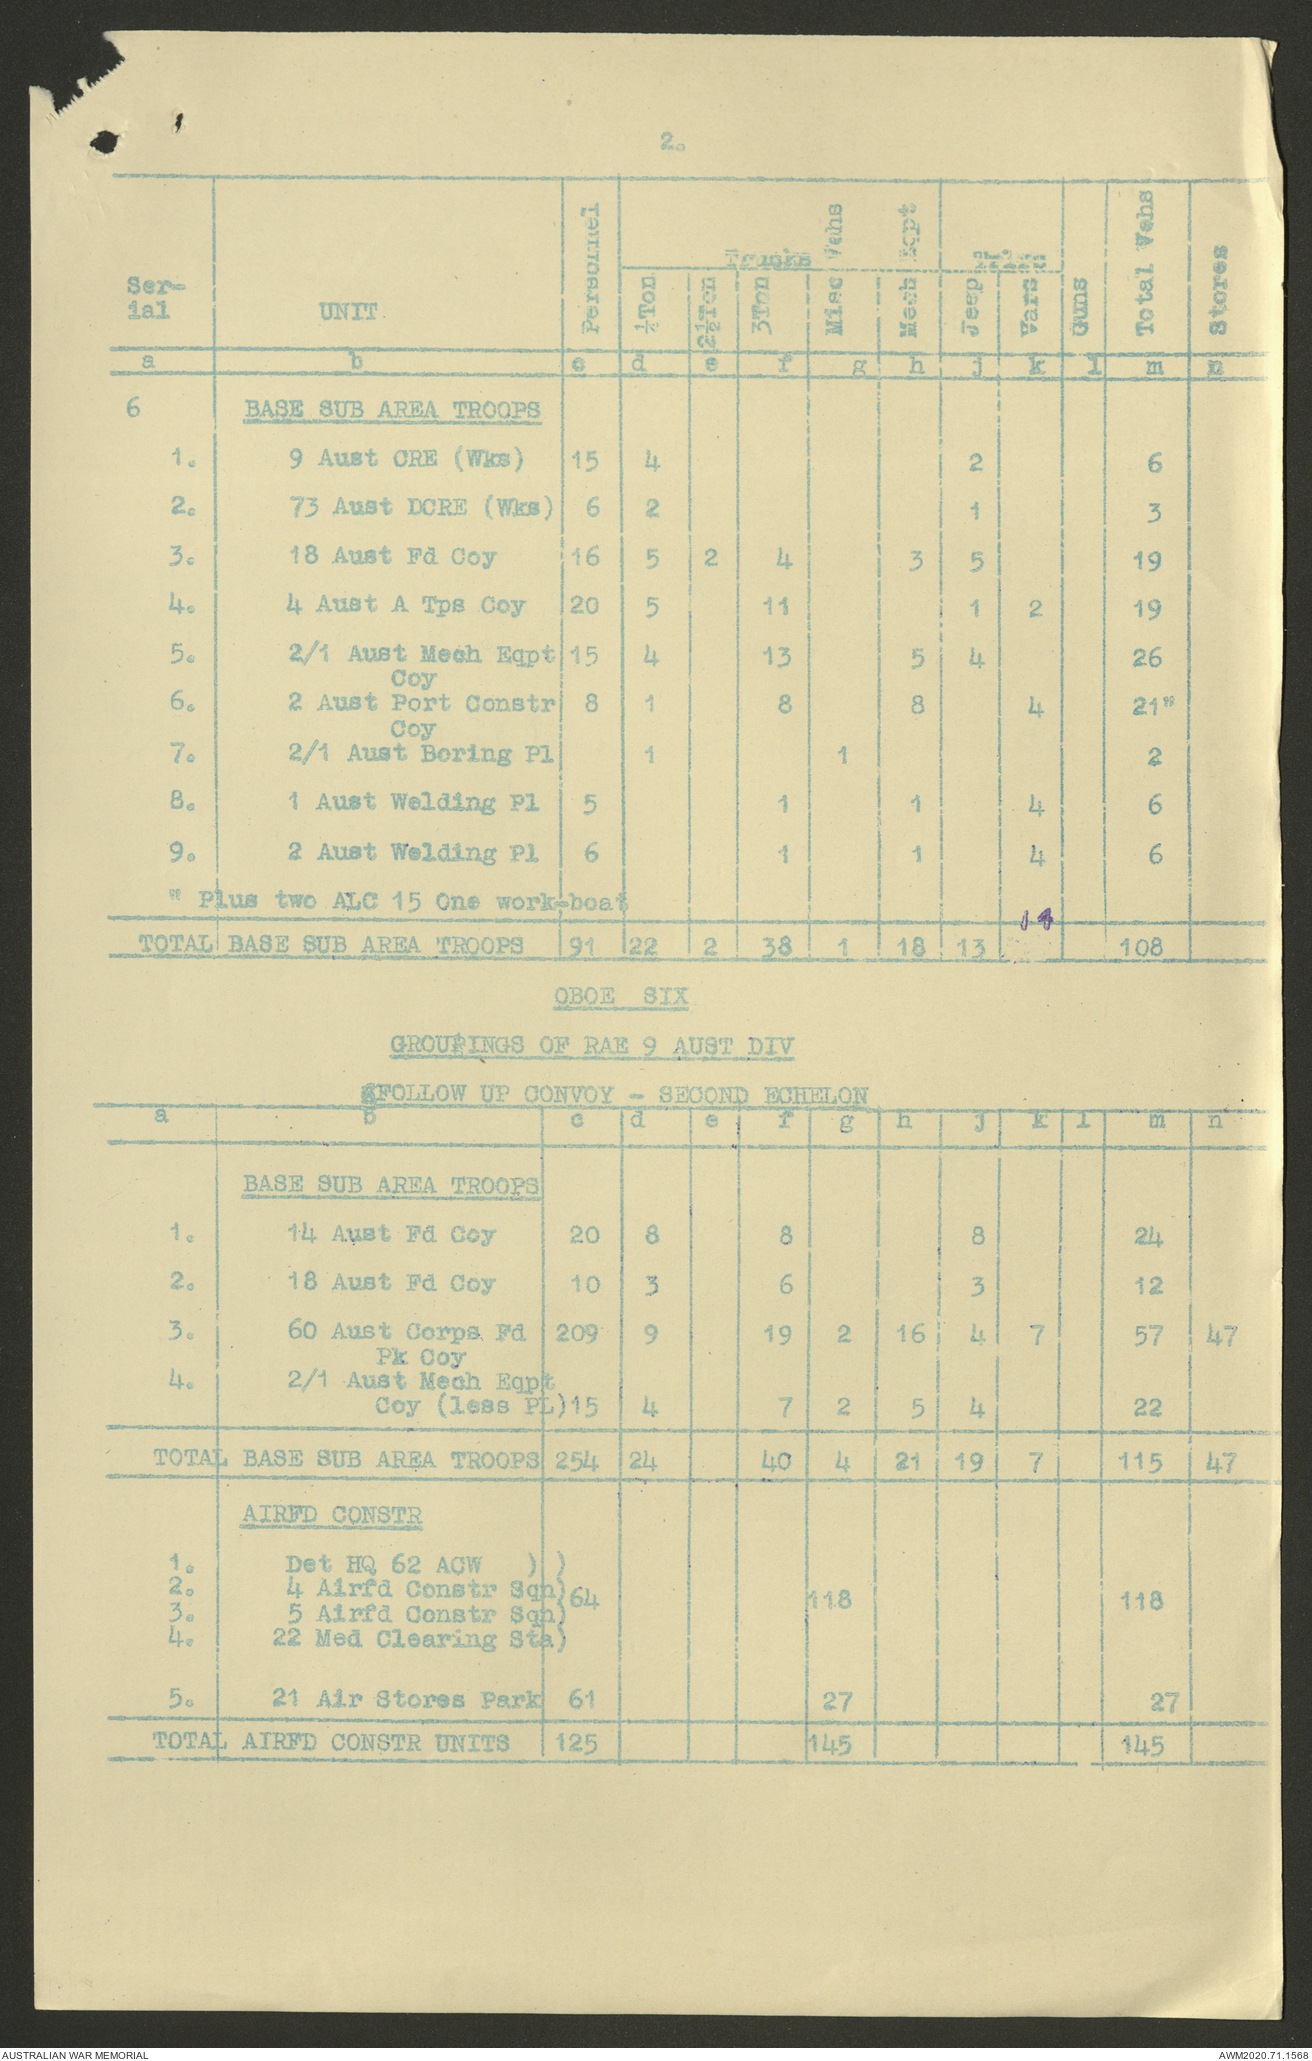 2.
Ser-
ial
UNIT
Personnel
Trucks
½Ton
2½Ton
3Ton
Misc Vehs
Mech Eqpt
Jeep
Vars
Guns
Total Vehs
Stores
a b c d e f g h j k l m n
6 BASE SUB AREA TROOPS
1. 9 Aust CRE (Wks) 15 4 2 6
2. 73 Aust DCRE (Wks) 6 2 1 3
3. 18 Aust Fd Coy 16 5 2 4 3 5 19
4. 4 Aust A Tps Coy 20 5 11 1 2 19
5. 2/1 Aust Mech Eqpt 15 4 13 5 4 26
Coy
6. 2 Aust Port Constr 8 1 8 8 4 21"
Coy
7. 2/1 Aust Boring Pl 1 1 2
8. 1 Aust Welding Pl 5 1 1 4 6
9. 2 Aust Welding Pl 6 1 1 4 6
" Plus two ALC 15 One work-boat
14
TOTAL BASE SUB AREA TROOPS 91 22 2 38 1 18 13 108
OBOE SIX
GROUPINGS OF RAE 9 AUST DIV
FOLLOW UP CONVOY - SECOND ECHELON
a b c d e f g h j k l m n
BASE SUB AREA TROOPS
1. 14 Aust Fd Coy 20 8 8 8 24
2. 18 Aust Fd Coy 10 3 6 3 12
3. 60 Aust Corps Fd 209 9 19 2 16 4 7 57 47
Pk Coy
4. 2/1 Aust Mech Eqpt
Coy (less PL) 15 4 7 2 5 4 22
TOTAL BASE SUB AREA TROOPS 254 24 40 4 21 19 7 115 47
AIRFD CONSTR
1. Det HQ 62 ACW ) )
2. 4 Airfd Constr Sqn) 64 118 118
3. 5 Airfd Constr Sqn)
4. 22 Med Clearing Sta)
5. 21 Air Stores Park 61 27 27
TOTAL AIRFD CONSTR UNITS 125 145 145
AUSTRALIAN WAR MEMORIAL
AWM2020.71.1568